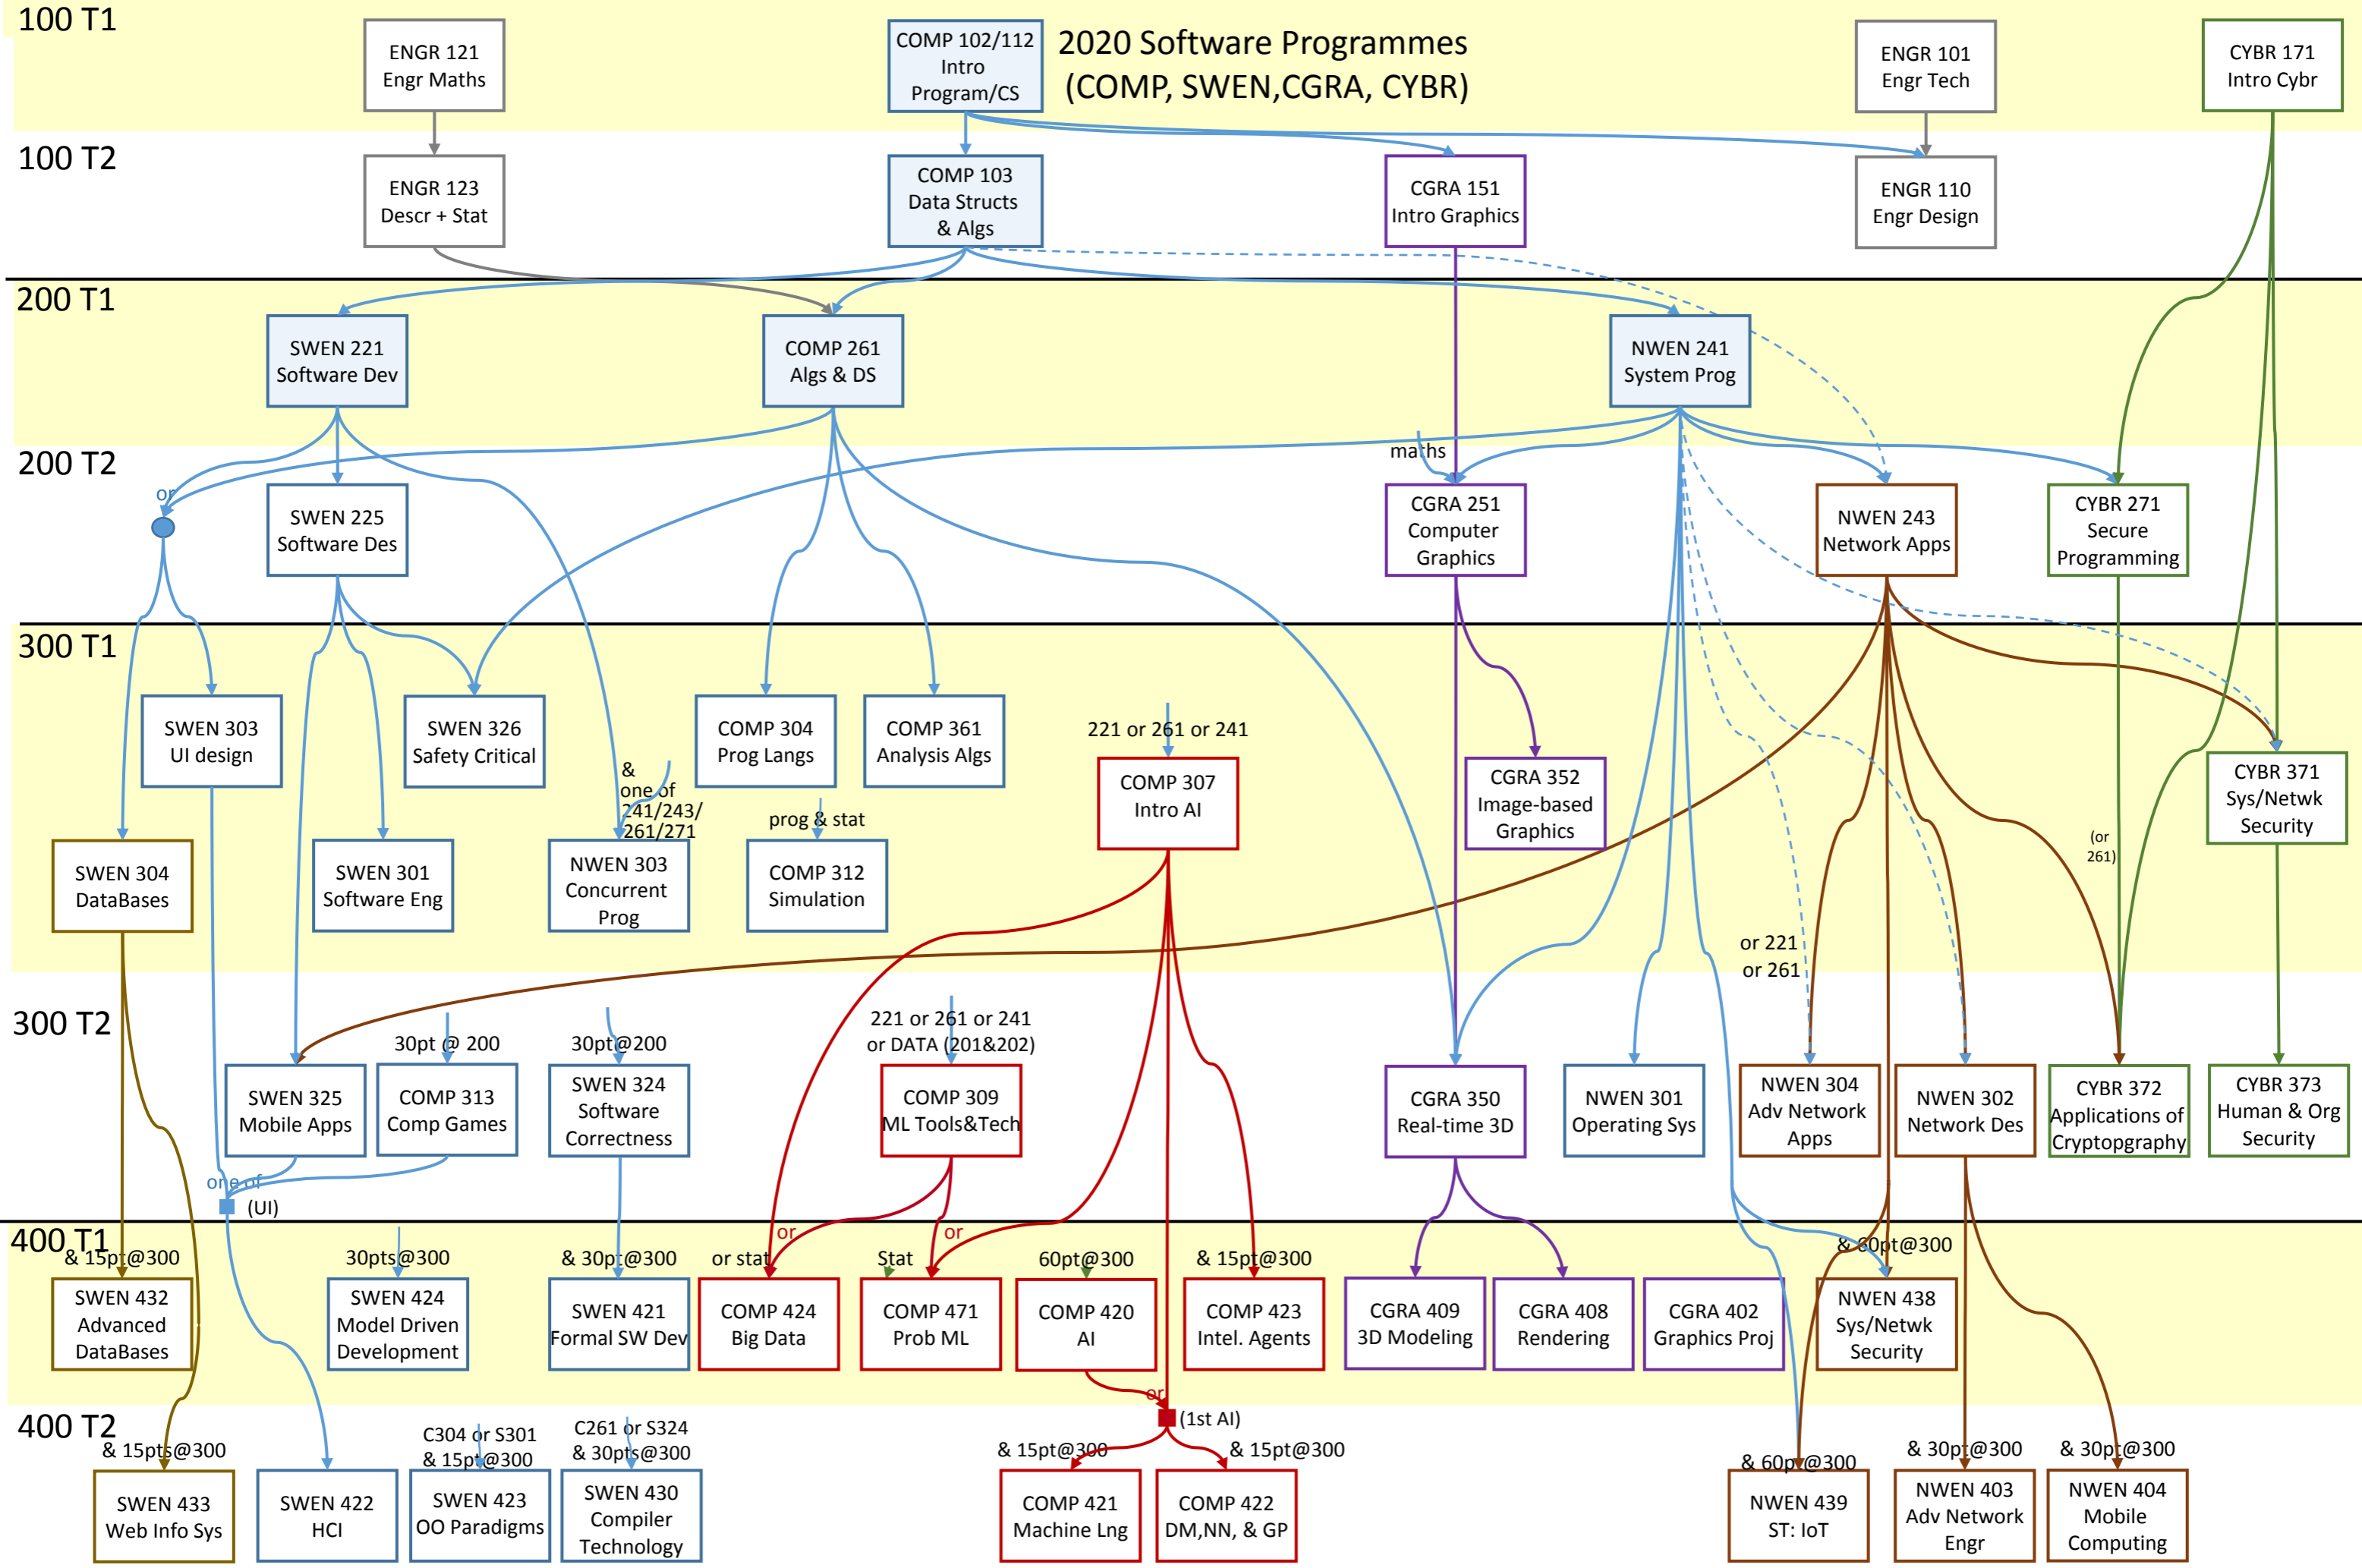 100 T1
ENGR 121
Engr Maths
COMP 102/112
Intro
Program/CS
2020 Software Programmes
(COMP, SWEN,CGRA, CYBR)
ENGR 101
Engr Tech
CYBR 171
Intro Cybr
100 T2
ENGR 123
Descr + Stat
COMP 103
Data Structs
& Algs
CGRA 151
Intro Graphics
ENGR 110
Engr Design
200 T1
SWEN 221
Software Dev
COMP 261
Algs & DS
NWEN 241
System Prog
200 T2
maths
or
SWEN 225
Software Des
CGRA 251
Computer
Graphics
NWEN 243
Network Apps
CYBR 271
Secure
Programming
300 T1
SWEN 303
UI design
SWEN 326
Safety Critical
COMP 304
Prog Langs
COMP 361
Analysis Algs
221 or 261 or 241
COMP 307
Intro AI
CGRA 352
Image-based
Graphics
CYBR 371
Sys/Netwk
Security
&
one of
241/243/
261/271
prog & stat
(or
261)
SWEN 304
DataBases
SWEN 301
Software Eng
NWEN 303
Concurrent
Prog
COMP 312
Simulation
or 221
or 261
300 T2
30pt @ 200
30pt@200
221 or 261 or 241
or DATA (201&202)
SWEN 325
Mobile Apps
COMP 313
Comp Games
SWEN 324
Software
Correctness
COMP 309
ML Tools&Tech
CGRA 350
Real-time 3D
NWEN 301
Operating Sys
NWEN 304
Adv Network
Apps
NWEN 302
Network Des
CYBR 372
Applications of
Cryptopgraphy
CYBR 373
Human & Org
Security
one of
(UI)
400 T1
& 15pt@300
30pts@300
& 30pt@300
or stat
or
Stat
or
60pt@300
& 15pt@300
& 60pt@300
SWEN 432
Advanced
DataBases
SWEN 424
Model Driven
Development
SWEN 421
Formal SW Dev
COMP 424
Big Data
COMP 471
Prob ML
COMP 420
AI
COMP 423
Intel. Agents
CGRA 409
3D Modeling
CGRA 408
Rendering
CGRA 402
Graphics Proj
NWEN 438
Sys/Netwk
Security
or
(1st AI)
400 T2
& 15pts@300
C304 or S301
& 15pt@300
C261 or S324
& 30pts@300
& 15pt@300
& 15pt@300
& 60pt@300
& 30pt@300
& 30pt@300
SWEN 433
Web Info Sys
SWEN 422
HCI
SWEN 423
OO Paradigms
SWEN 430
Compiler
Technology
COMP 421
Machine Lng
COMP 422
DM,NN, & GP
NWEN 439
ST: IoT
NWEN 403
Adv Network
Engr
NWEN 404
Mobile
Computing